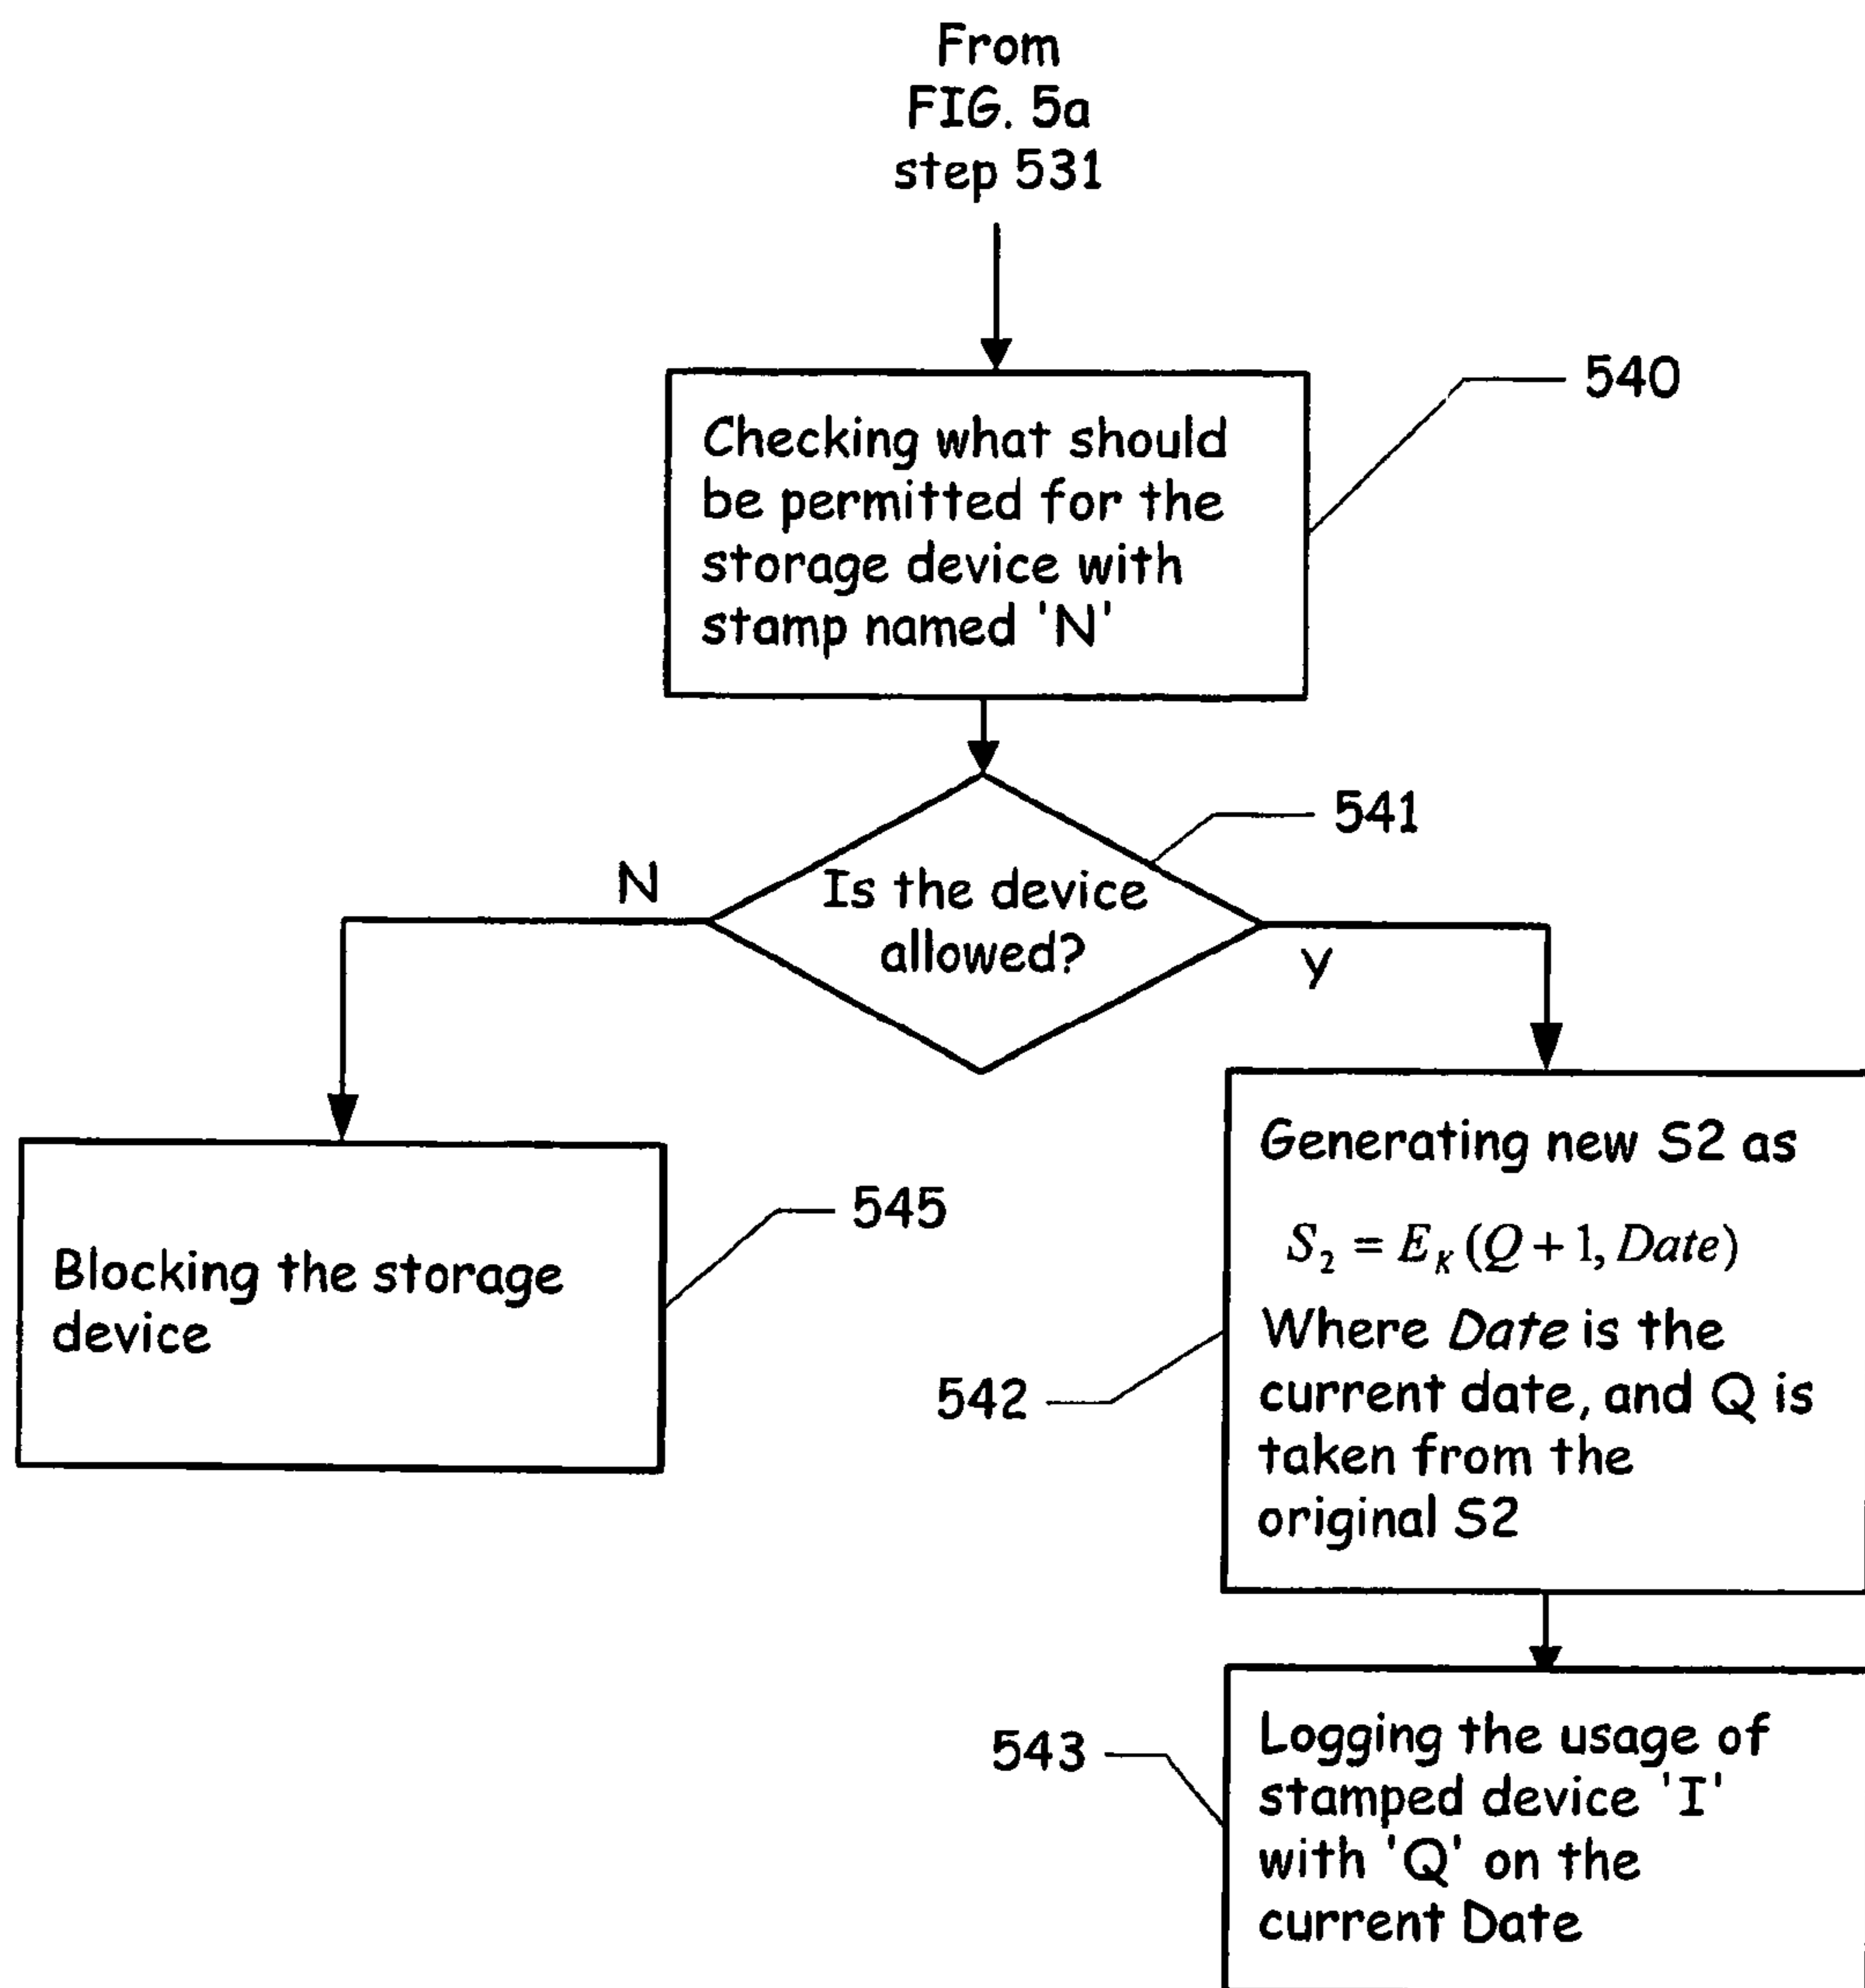 From
FIG. 5a
step 531
540
Checking what should
be permitted for the
storage device with
stamp named 'N'
541
Is the device
allowed?
N
Y
545
Blocking the storage
device
542
Generating new S2 as
S₂ = E_K (Q + 1, Date)
Where Date is the
current date, and Q is
taken from the
original S2
543
Logging the usage of
stamped device 'I'
with 'Q' on the
current Date